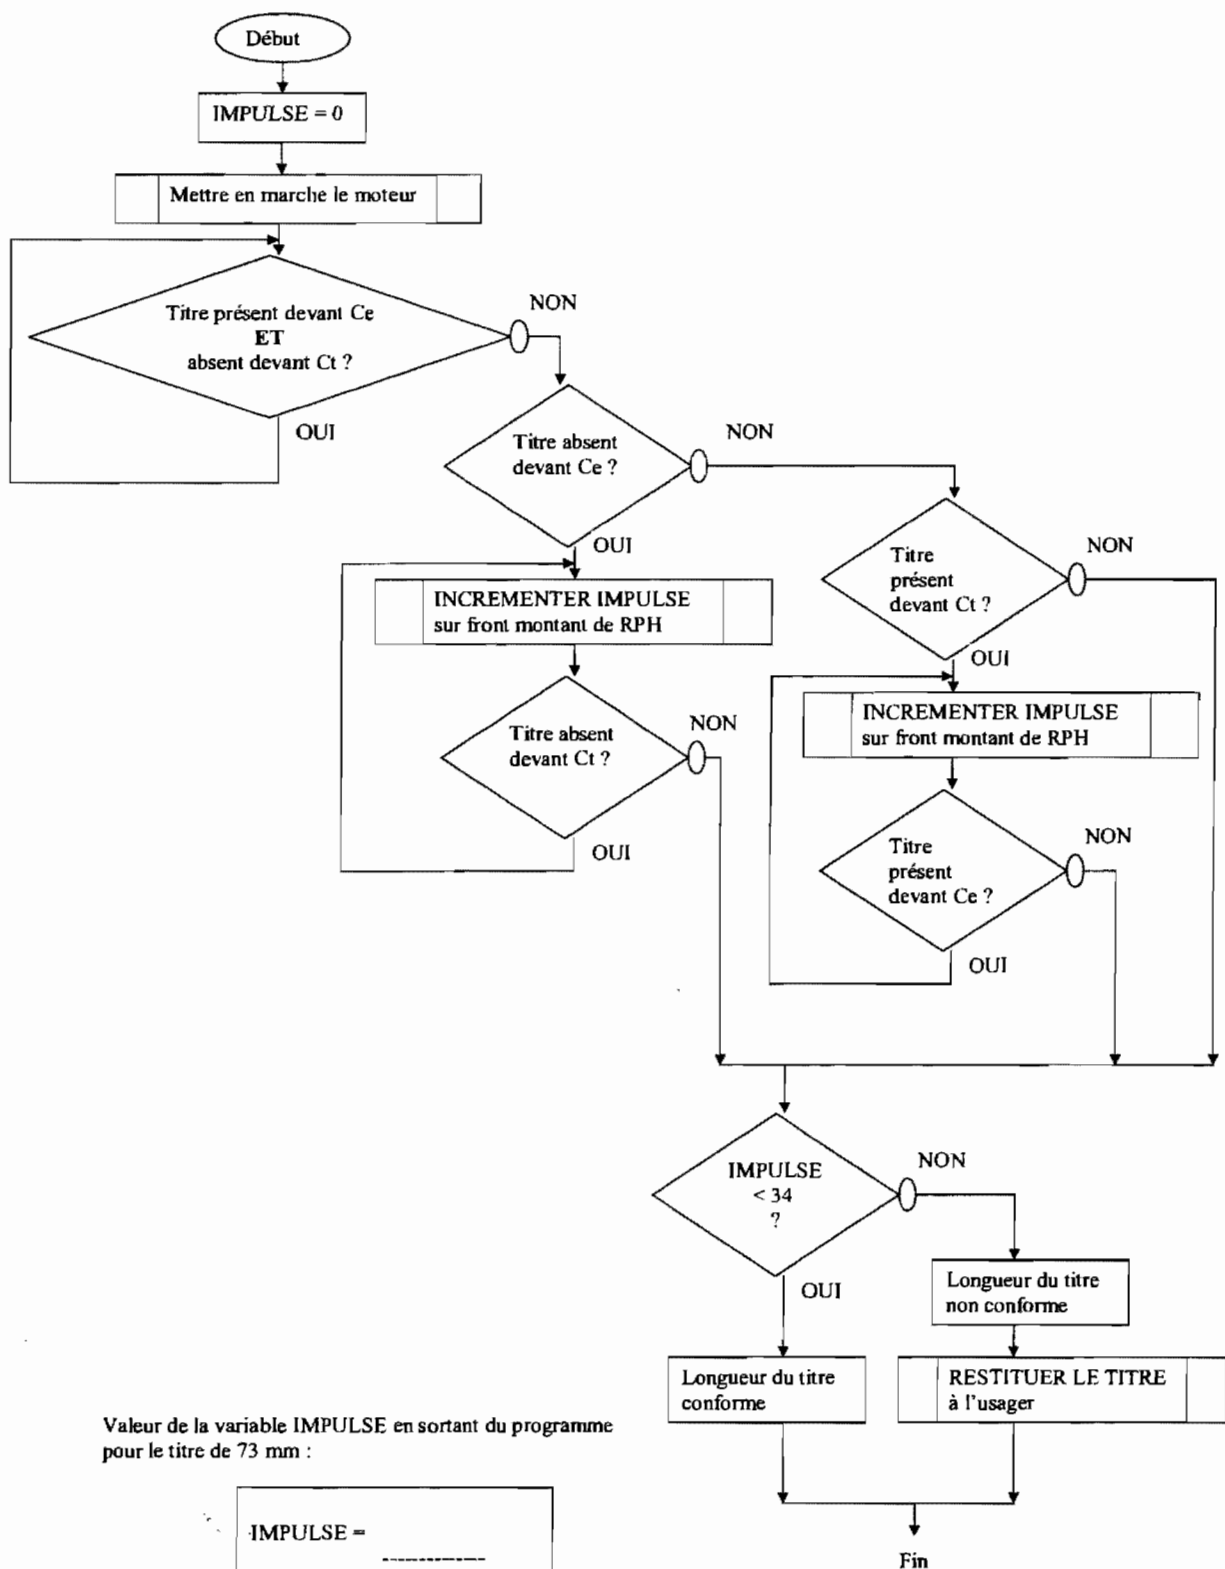 Début
IMPULSE = 0
Mettre en marche le moteur
Titre présent devant Ce
ET
absent devant Ct ?
NON
OUI
Titre absent
devant Ce ?
NON
OUI
Titre
présent
devant Ct ?
NON
OUI
INCREMENTER IMPULSE
sur front montant de RPH
Titre absent
devant Ct ?
NON
OUI
INCREMENTER IMPULSE
sur front montant de RPH
Titre
présent
devant Ce ?
NON
OUI
IMPULSE
< 34
?
NON
OUI
Longueur du titre
non conforme
Longueur du titre
conforme
RESTITUER LE TITRE
à l'usager
Valeur de la variable IMPULSE en sortant du programme
pour le titre de 73 mm :
IMPULSE = ------------
Fin